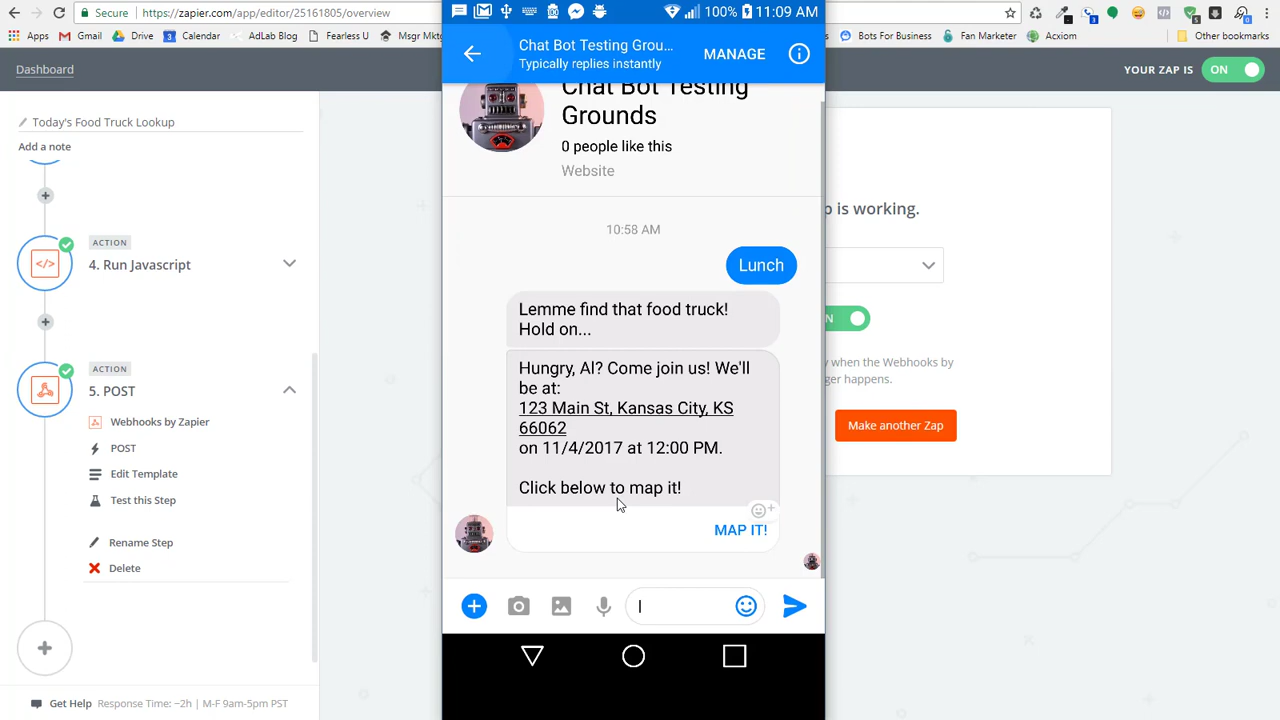 Secure
https://zapier.com/app/editor/25161805/overview
100% 11:09 AM
Apps
Gmail
Drive
Calendar
AdLab Blog
Fearless U
Msgr Mktg
Bots For Business
Fan Marketer
Acxiom
Other bookmarks
Dashboard
YOUR ZAP IS
ON
Today's Food Truck Lookup
Add a note
ACTION
4. Run Javascript
ACTION
5. POST
Webhooks by Zapier
POST
Edit Template
Test this Step
Rename Step
Delete
Get Help
Response Time: ~2h | M-F 9am-5pm PST
Chat Bot Testing Grou...
Typically replies instantly
MANAGE
Chat Bot Testing
Grounds
0 people like this
Website
10:58 AM
Lunch
Lemme find that food truck!
Hold on...
Hungry, Al? Come join us! We'll
be at:
123 Main St, Kansas City, KS
66062
on 11/4/2017 at 12:00 PM.
Click below to map it!
MAP IT!
p is working.
N
y when the Webhooks by
ger happens.
Make another Zap